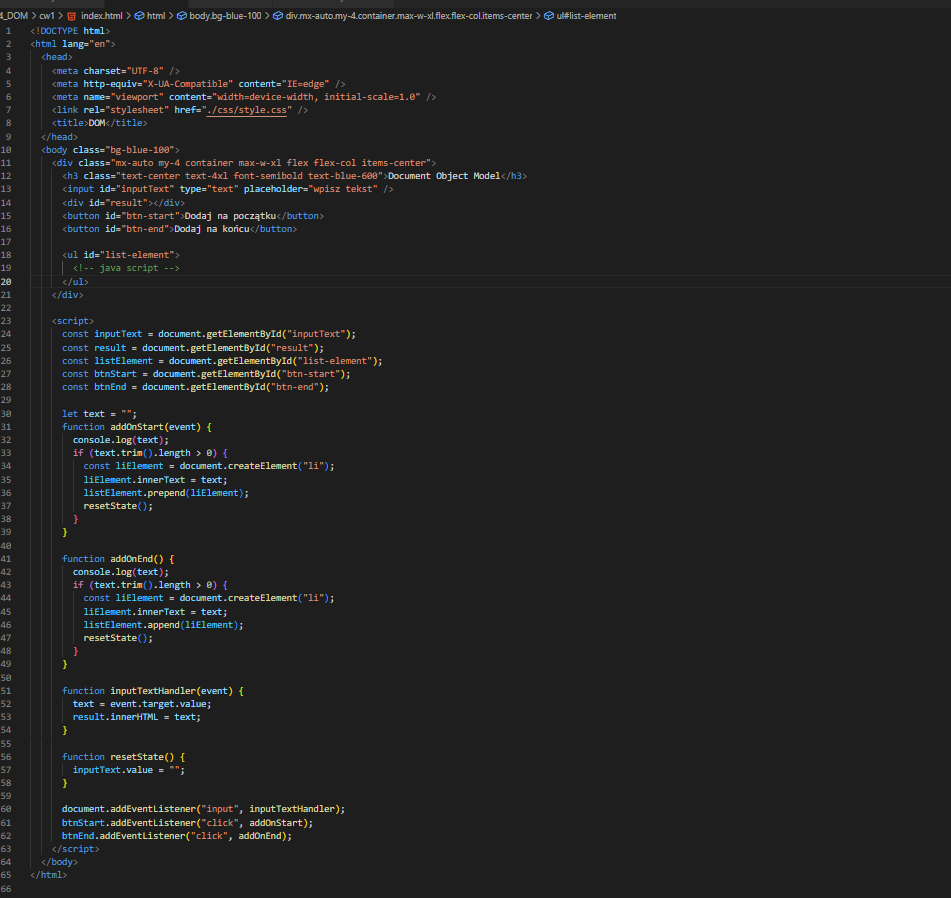 4_DOM > cw1 > index.html > html > body.bg-blue-100 > div.mx-auto.my-4.container.max-w-xl.flex.flex-col.items-center > ul#list-element
1 <!DOCTYPE html>
2 <html lang="en">
3 <head>
4 <meta charset="UTF-8" />
5 <meta http-equiv="X-UA-Compatible" content="IE=edge" />
6 <meta name="viewport" content="width=device-width, initial-scale=1.0" />
7 <link rel="stylesheet" href="./css/style.css" />
8 <title>DOM</title>
9 </head>
10 <body class="bg-blue-100">
11 <div class="mx-auto my-4 container max-w-xl flex flex-col items-center">
12 <h3 class="text-center text-4xl font-semibold text-blue-600">Document Object Model</h3>
13 <input id="inputText" type="text" placeholder="wpisz tekst" />
14 <div id="result"></div>
15 <button id="btn-start">Dodaj na początku</button>
16 <button id="btn-end">Dodaj na końcu</button>
17
18 <ul id="list-element">
19 <!-- java script -->
20 </ul>
21 </div>
22
23 <script>
24 const inputText = document.getElementById("inputText");
25 const result = document.getElementById("result");
26 const listElement = document.getElementById("list-element");
27 const btnStart = document.getElementById("btn-start");
28 const btnEnd = document.getElementById("btn-end");
29
30 let text = "";
31 function addOnStart(event) {
32 console.log(text);
33 if (text.trim().length > 0) {
34 const liElement = document.createElement("li");
35 liElement.innerText = text;
36 listElement.prepend(liElement);
37 resetState();
38 }
39 }
40
41 function addOnEnd() {
42 console.log(text);
43 if (text.trim().length > 0) {
44 const liElement = document.createElement("li");
45 liElement.innerText = text;
46 listElement.append(liElement);
47 resetState();
48 }
49 }
50
51 function inputTextHandler(event) {
52 text = event.target.value;
53 result.innerHTML = text;
54 }
55
56 function resetState() {
57 inputText.value = "";
58 }
59
60 document.addEventListener("input", inputTextHandler);
61 btnStart.addEventListener("click", addOnStart);
62 btnEnd.addEventListener("click", addOnEnd);
63 </script>
64 </body>
65 </html>
66